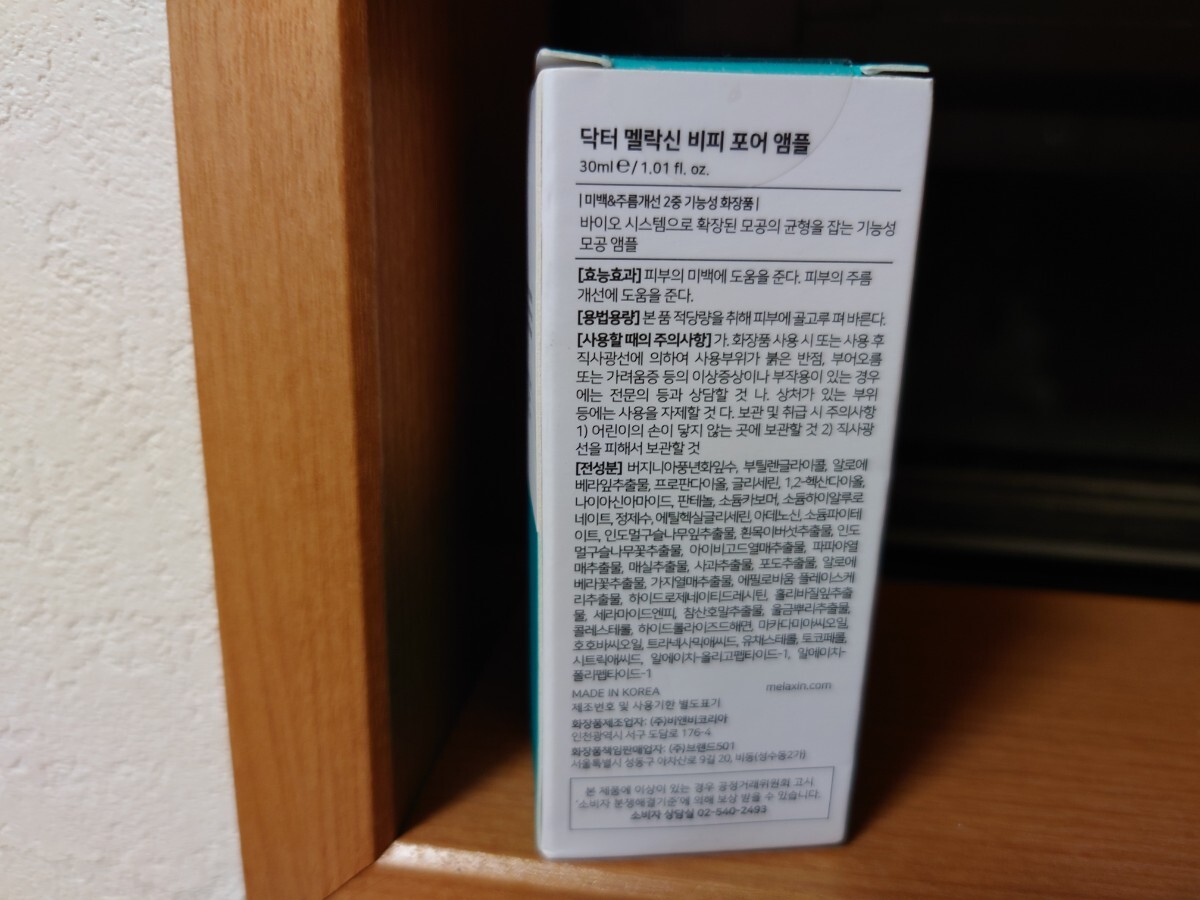 닥터 멜락신 비피 포어 앰플
30ml ℮ / 1.01 fl. oz.
| 미백&주름개선 2중 기능성 화장품 |
바이오 시스템으로 확장된 모공의 균형을 잡는 기능성
모공 앰플
[효능효과] 피부의 미백에 도움을 준다. 피부의 주름
개선에 도움을 준다.
[용법용량] 본 품 적당량을 취해 피부에 골고루 펴 바른다.
[사용할 때의 주의사항] 가. 화장품 사용 시 또는 사용 후
직사광선에 의하여 사용부위가 붉은 반점, 부어오름
또는 가려움증 등의 이상증상이나 부작용이 있는 경우
에는 전문의 등과 상담할 것 나. 상처가 있는 부위
등에는 사용을 자제할 것 다. 보관 및 취급 시 주의사항
1) 어린이의 손이 닿지 않는 곳에 보관할 것 2) 직사광
선을 피해서 보관할 것
[전성분] 버지니아풍년화잎수, 부틸렌글라이콜, 알로에
베라잎추출물, 프로판다이올, 글리세린, 1,2-헥산다이올,
나이아신아마이드, 판테놀, 소듐카보머, 소듐하이알루로
네이트, 정제수, 에틸헥실글리세린, 아데노신, 소듐파이테
이트, 인도멀구슬나무잎추출물, 흰목이버섯추출물, 인도
멀구슬나무꽃추출물, 아이비고드열매추출물, 파파야열
매추출물, 매실추출물, 사과추출물, 포도추출물, 알로에
베라꽃추출물, 가지열매추출물, 에필로비움 플레이스케
리추출물, 하이드로제네이티드레시틴, 홀리바질잎추출
물, 세라마이드엔피, 참산호말추출물, 울금뿌리추출물,
콜레스테롤, 하이드롤라이즈드해면, 마카다미아씨오일,
호호바씨오일, 트라넥사믹애씨드, 유채스테롤, 토코페롤,
시트릭애씨드, 알에이치-올리고펩타이드-1, 알에이치-
폴리펩타이드-1
MADE IN KOREA melaxin.com
제조번호 및 사용기한 별도표기
화장품제조업자: (주)비앤비코리아
인천광역시 서구 도담로 176-4
화장품책임판매업자: (주)브랜드501
서울특별시 성동구 아차산로 9길 20, 비동(성수동2가)
본 제품에 이상이 있는 경우 공정거래위원회 고시
'소비자 분쟁해결기준'에 의해 보상 받을 수 있습니다.
소비자 상담실 02-540-2493